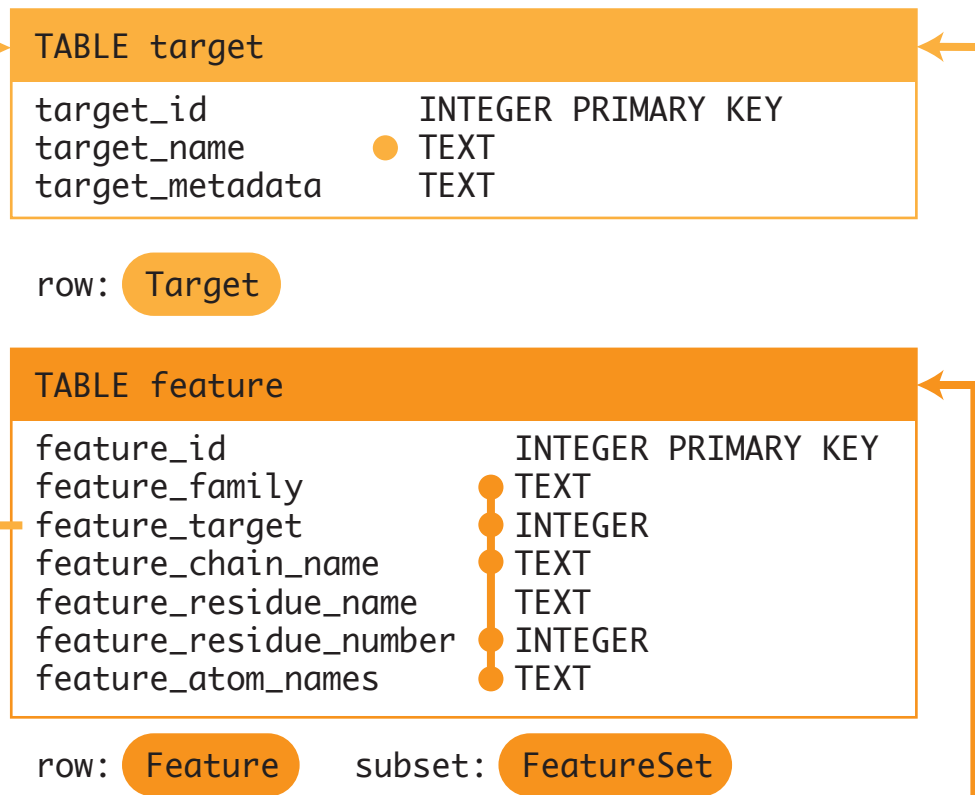 TABLE target
target_id INTEGER PRIMARY KEY
target_name TEXT
target_metadata TEXT
row: Target
TABLE feature
feature_id INTEGER PRIMARY KEY
feature_family TEXT
feature_target INTEGER
feature_chain_name TEXT
feature_residue_name TEXT
feature_residue_number INTEGER
feature_atom_names TEXT
row: Feature subset: FeatureSet